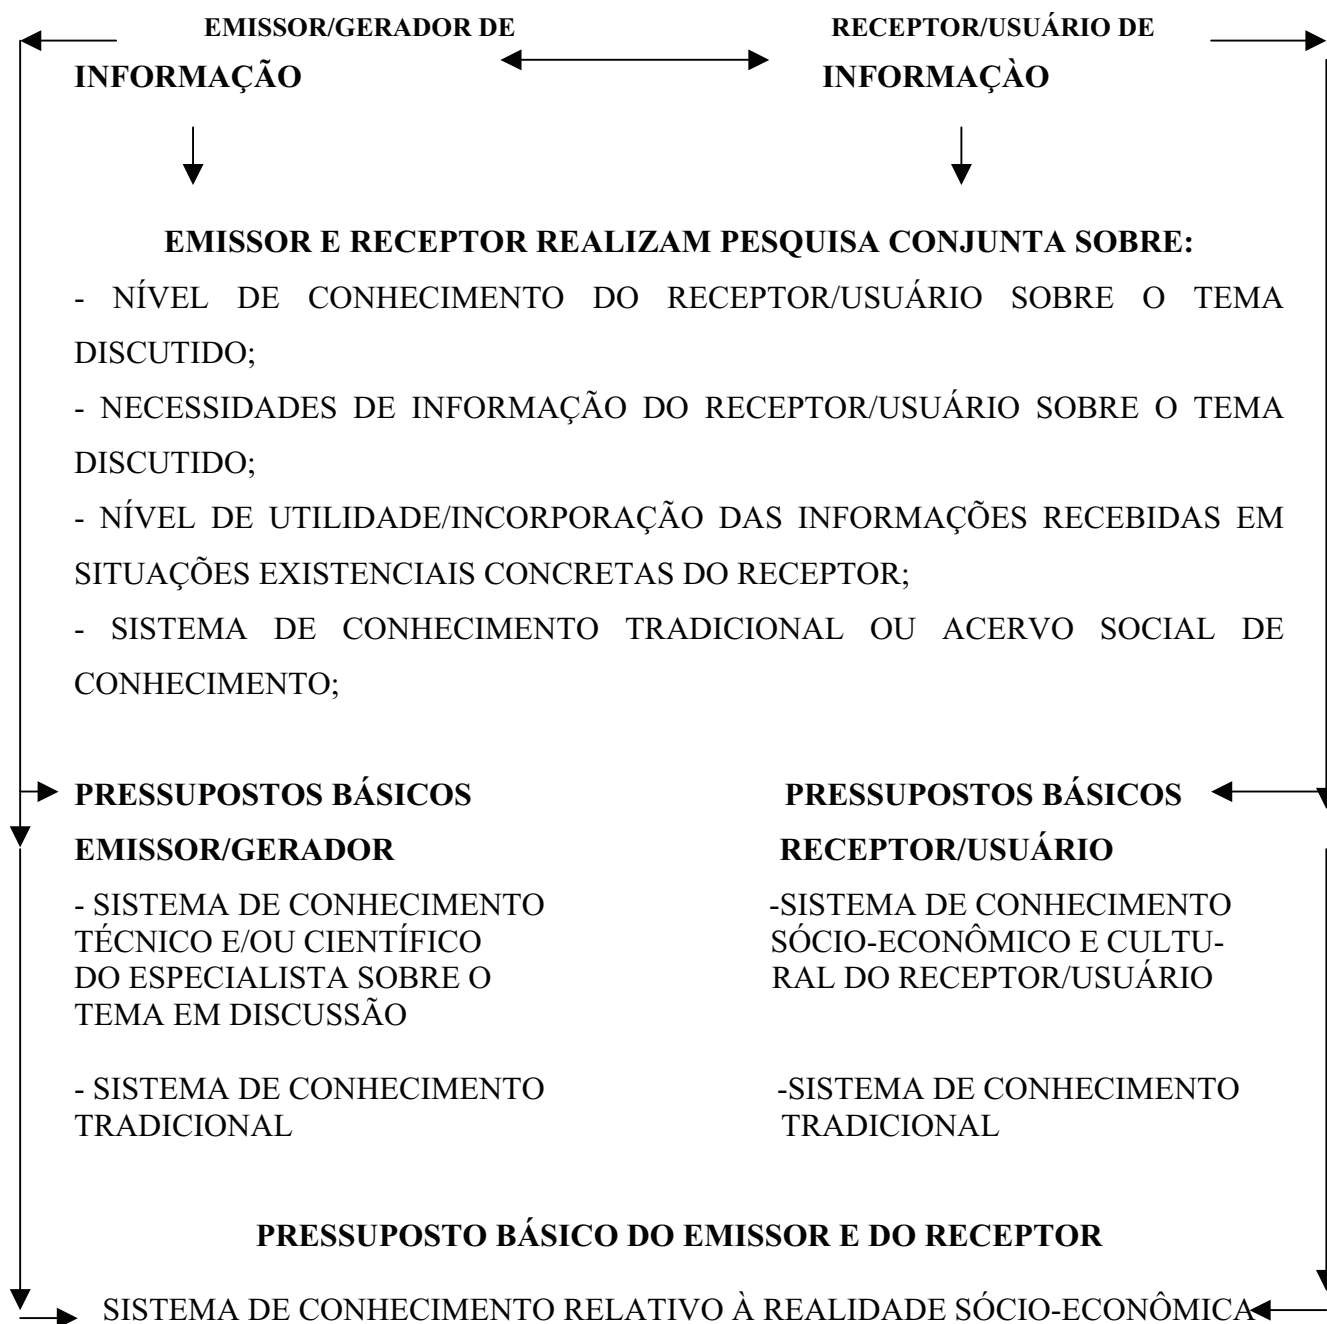 EMISSOR/GERADOR DE
INFORMAÇÃO
RECEPTOR/USUÁRIO DE
INFORMAÇÀO
EMISSOR E RECEPTOR REALIZAM PESQUISA CONJUNTA SOBRE:
- NÍVEL DE CONHECIMENTO DO RECEPTOR/USUÁRIO SOBRE O TEMA
DISCUTIDO;
- NECESSIDADES DE INFORMAÇÃO DO RECEPTOR/USUÁRIO SOBRE O TEMA
DISCUTIDO;
- NÍVEL DE UTILIDADE/INCORPORAÇÃO DAS INFORMAÇÕES RECEBIDAS EM
SITUAÇÕES EXISTENCIAIS CONCRETAS DO RECEPTOR;
- SISTEMA DE CONHECIMENTO TRADICIONAL OU ACERVO SOCIAL DE
CONHECIMENTO;
PRESSUPOSTOS BÁSICOS
EMISSOR/GERADOR
- SISTEMA DE CONHECIMENTO
TÉCNICO E/OU CIENTÍFICO
DO ESPECIALISTA SOBRE O
TEMA EM DISCUSSÃO
- SISTEMA DE CONHECIMENTO
TRADICIONAL
PRESSUPOSTOS BÁSICOS
RECEPTOR/USUÁRIO
-SISTEMA DE CONHECIMENTO
SÓCIO-ECONÔMICO E CULTU-
RAL DO RECEPTOR/USUÁRIO
-SISTEMA DE CONHECIMENTO
TRADICIONAL
PRESSUPOSTO BÁSICO DO EMISSOR E DO RECEPTOR
SISTEMA DE CONHECIMENTO RELATIVO À REALIDADE SÓCIO-ECONÔMICA